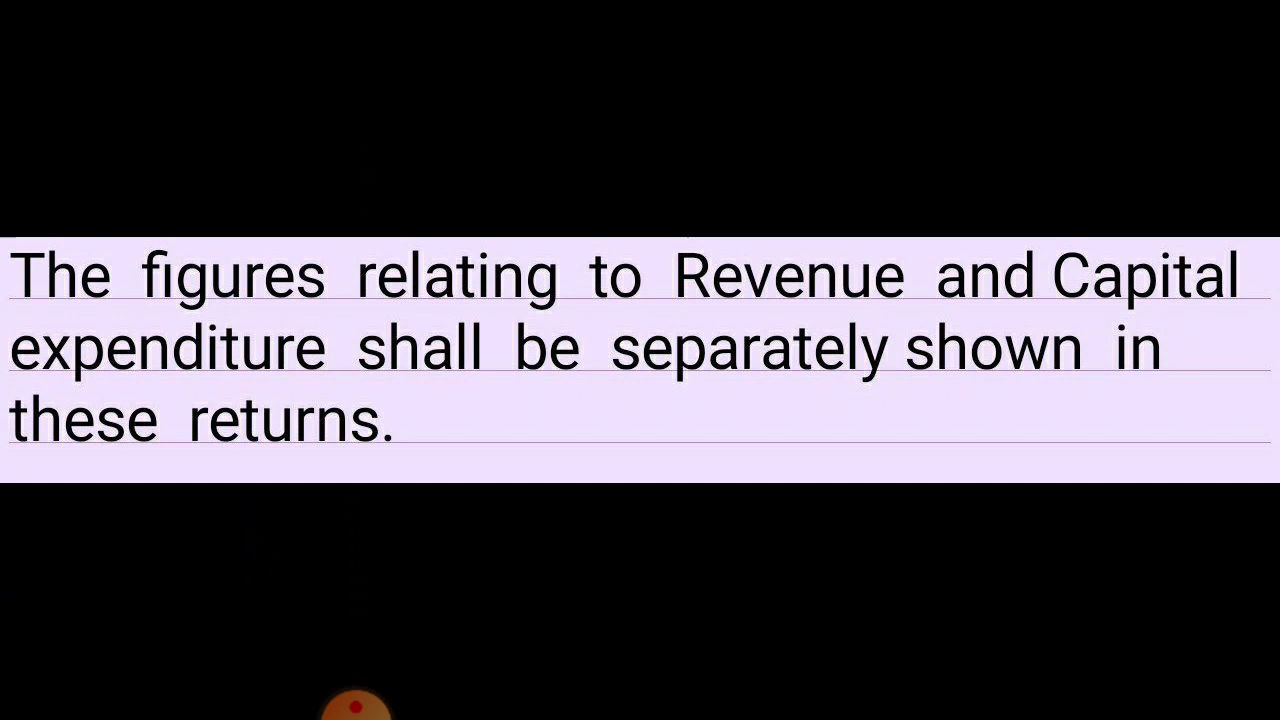 The figures relating to Revenue and Capital
expenditure shall be separately shown in
these returns.